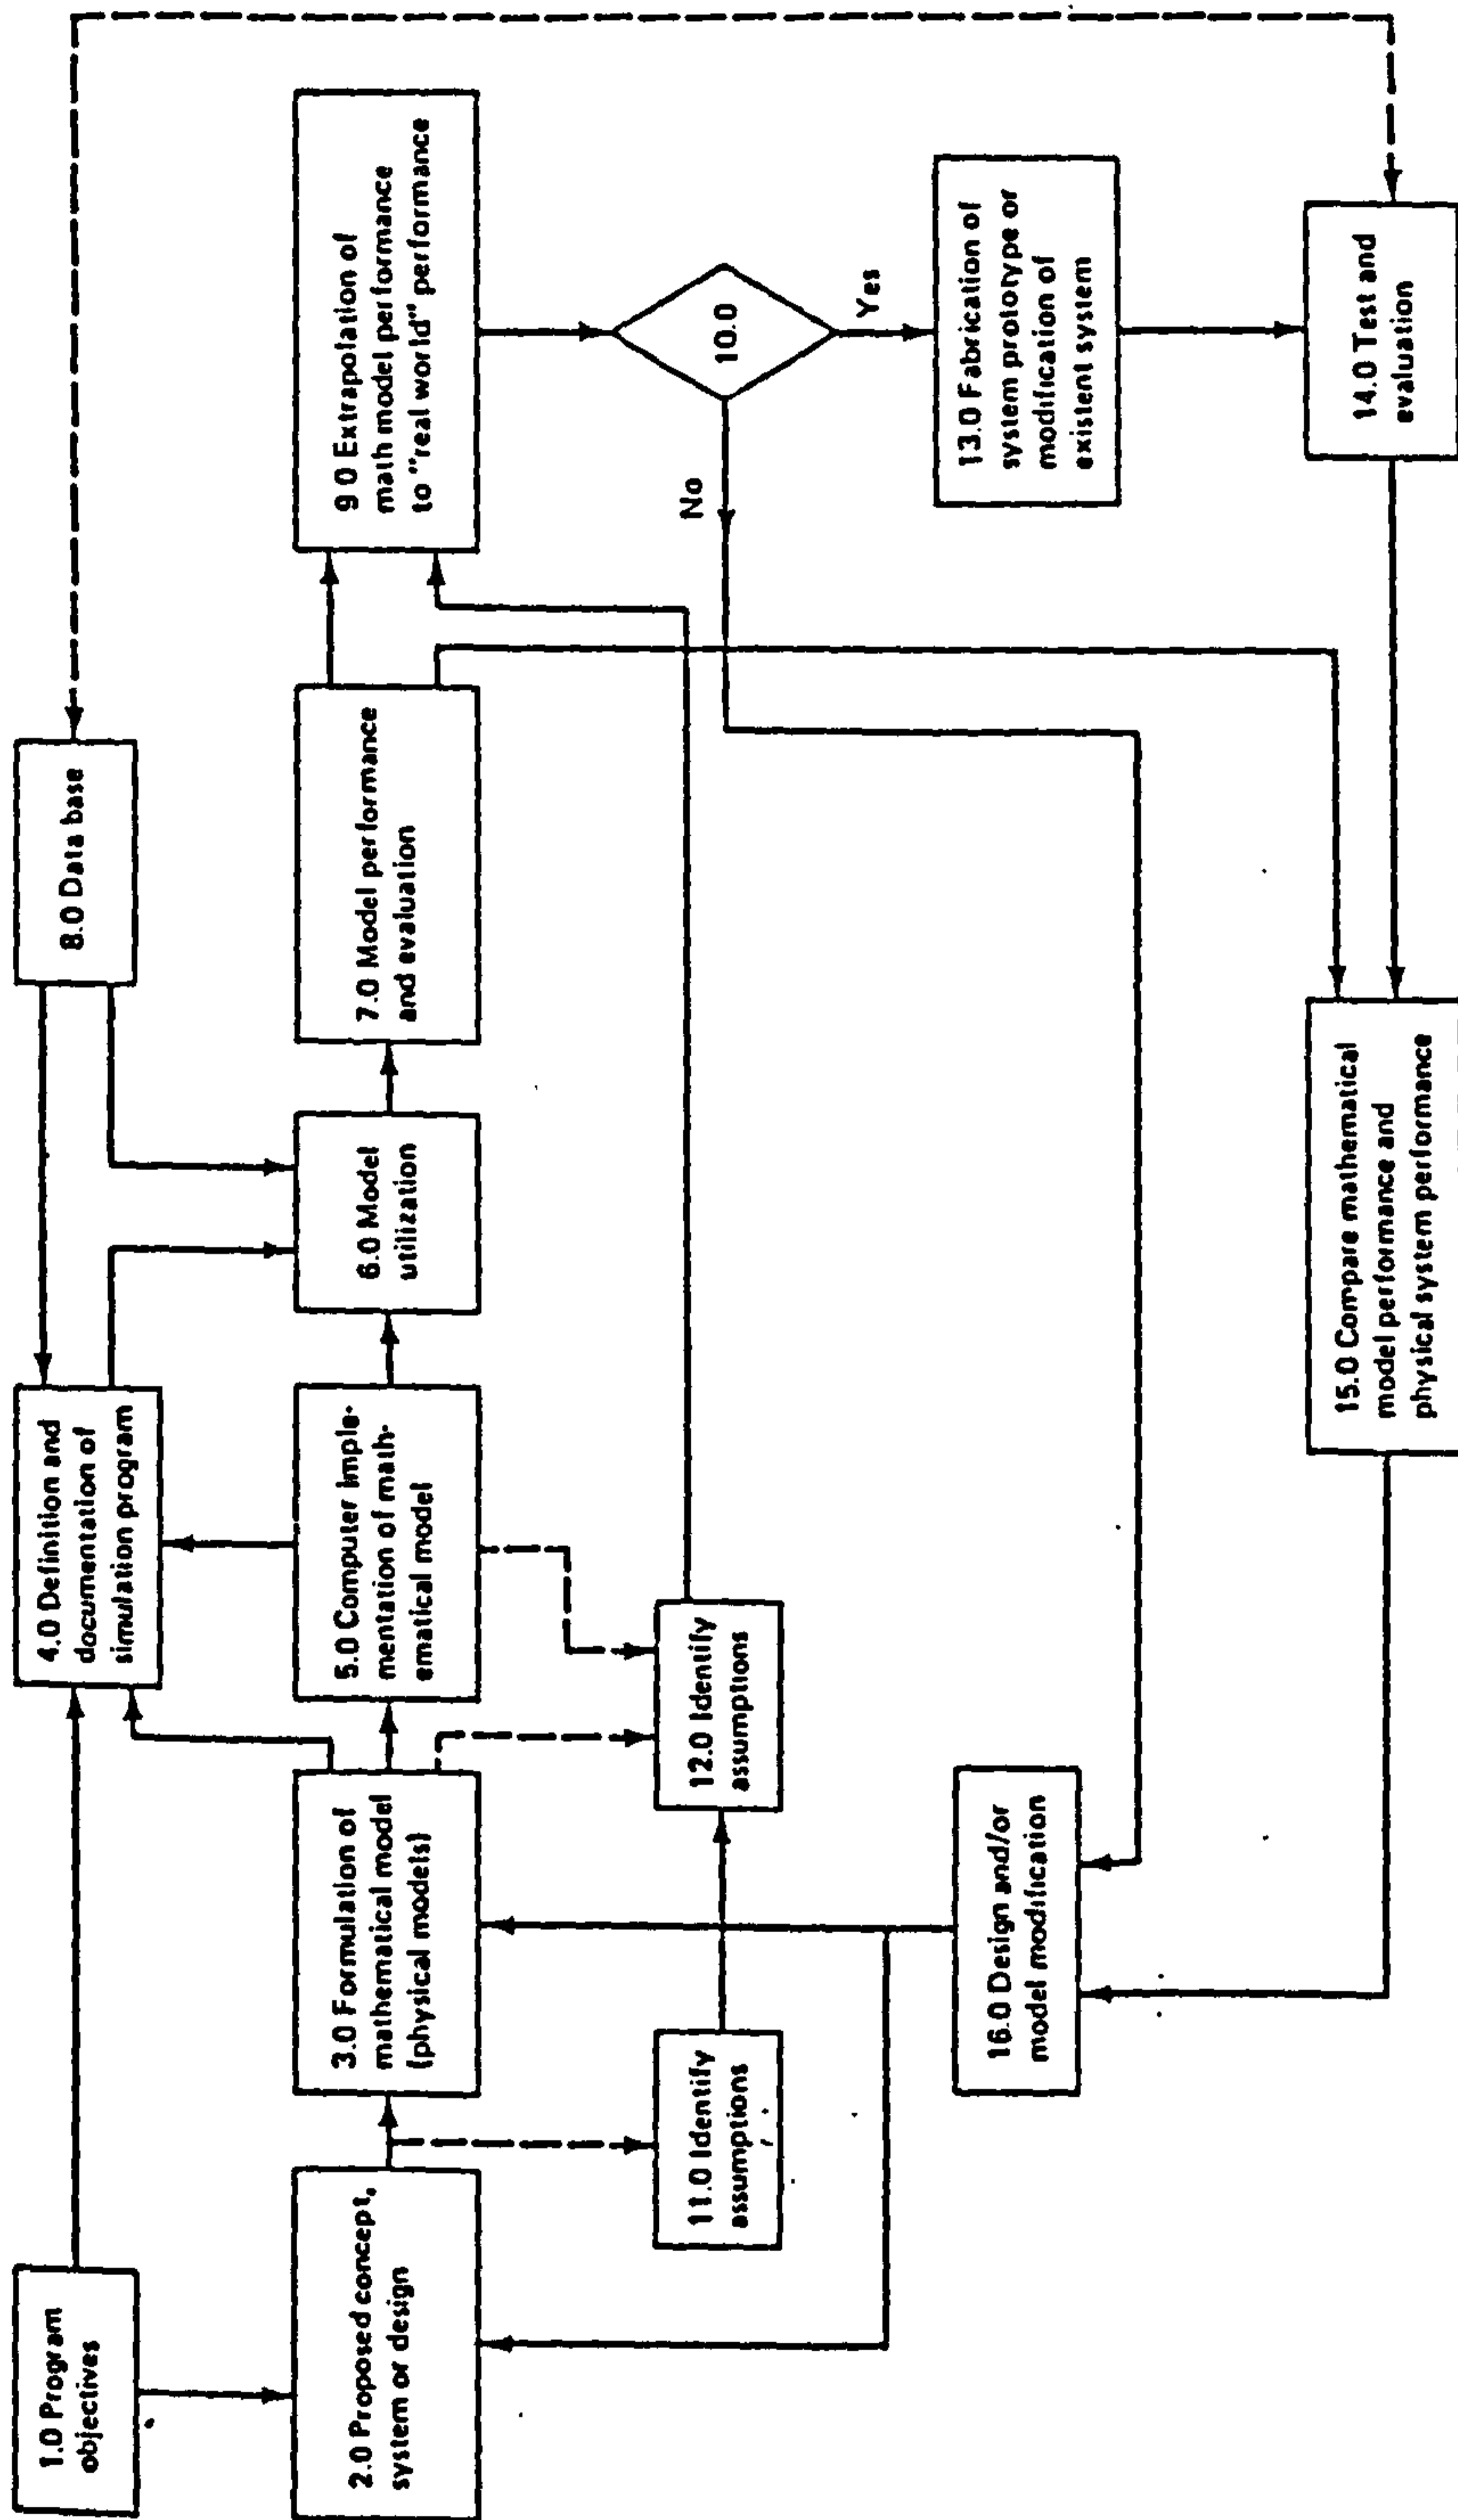 1.0 Program
objectives
2.0 Proposed concept,
system or design
3.0 Formulation of
mathematical model
(physical models)
4.0 Definition and
documentation of
simulation program
5.0 Computer imple-
mentation of math-
ematical model
6.0 Model
utilization
7.0 Model performance
and evaluation
8.0 Data base
9 0 Extrapolation of
math model performance
to "real world" performance
10.0
No
Yes
11.0 Identify
assumptions
12.0 Identify
assumptions
13.0 Fabrication of
system prototype or
modification of
existent system
14.0 Test and
evaluation
15.0 Compare mathematical
model performance and
physical system performance
16.0 Design and/or
model modification